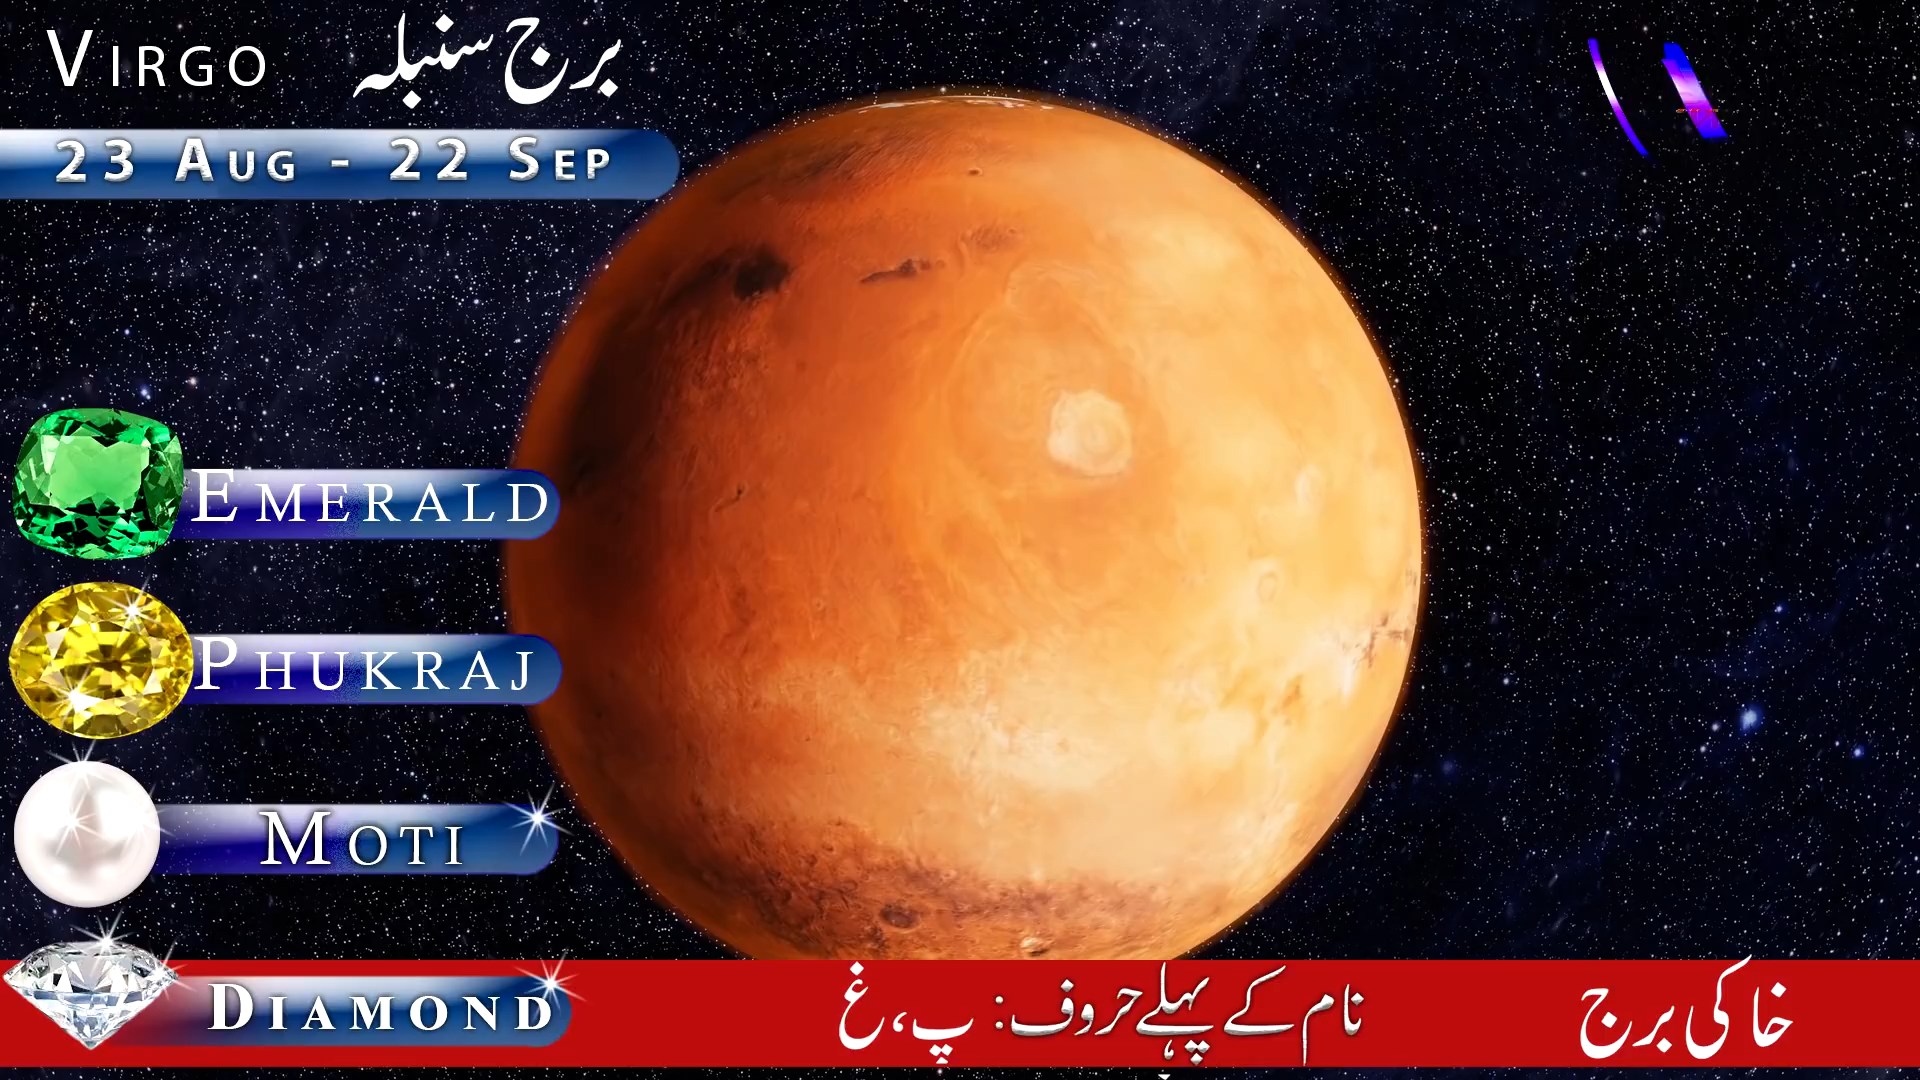 Virgo برج سنبلہ
23 Aug - 22 Sep
Emerald
Phukraj
Moti
Diamond
خاکی برج
نام کے پہلے حروف: پ، غ